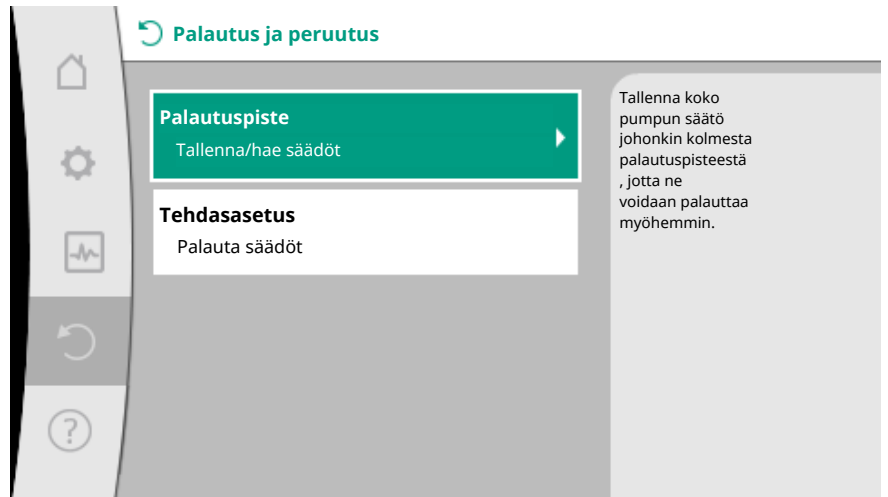 Palautus ja peruutus
Palautuspiste
Tallenna/hae säädöt
Tehdasasetus
Palauta säädöt
Tallenna koko
pumpun säätö
johonkin kolmesta
palautuspisteestä
, jotta ne
voidaan palauttaa
myöhemmin.
?